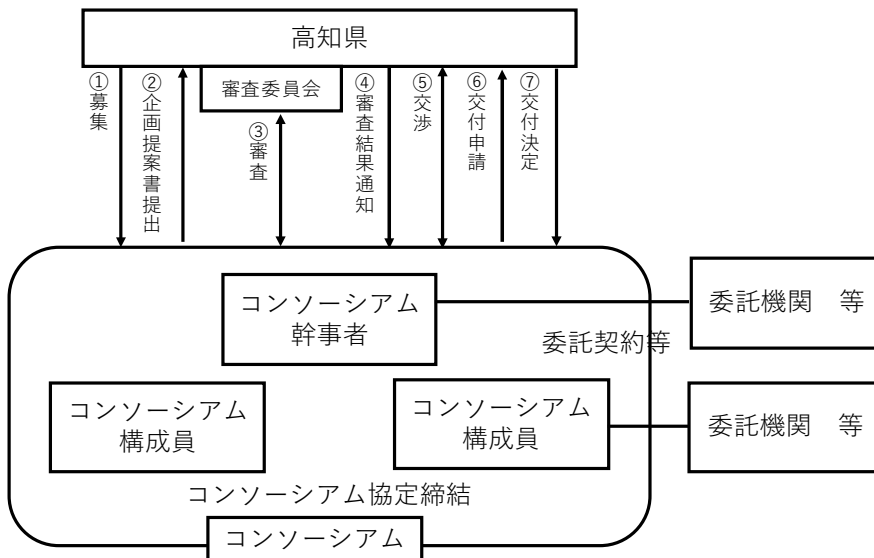 高知県
①募集
②企画提案書提出
審査委員会
③審査
④審査結果通知
⑤交渉
⑥交付申請
⑦交付決定
コンソーシアム
幹事者
委託機関　等
委託契約等
コンソーシアム
構成員
コンソーシアム
構成員
委託機関　等
コンソーシアム協定締結
コンソーシアム